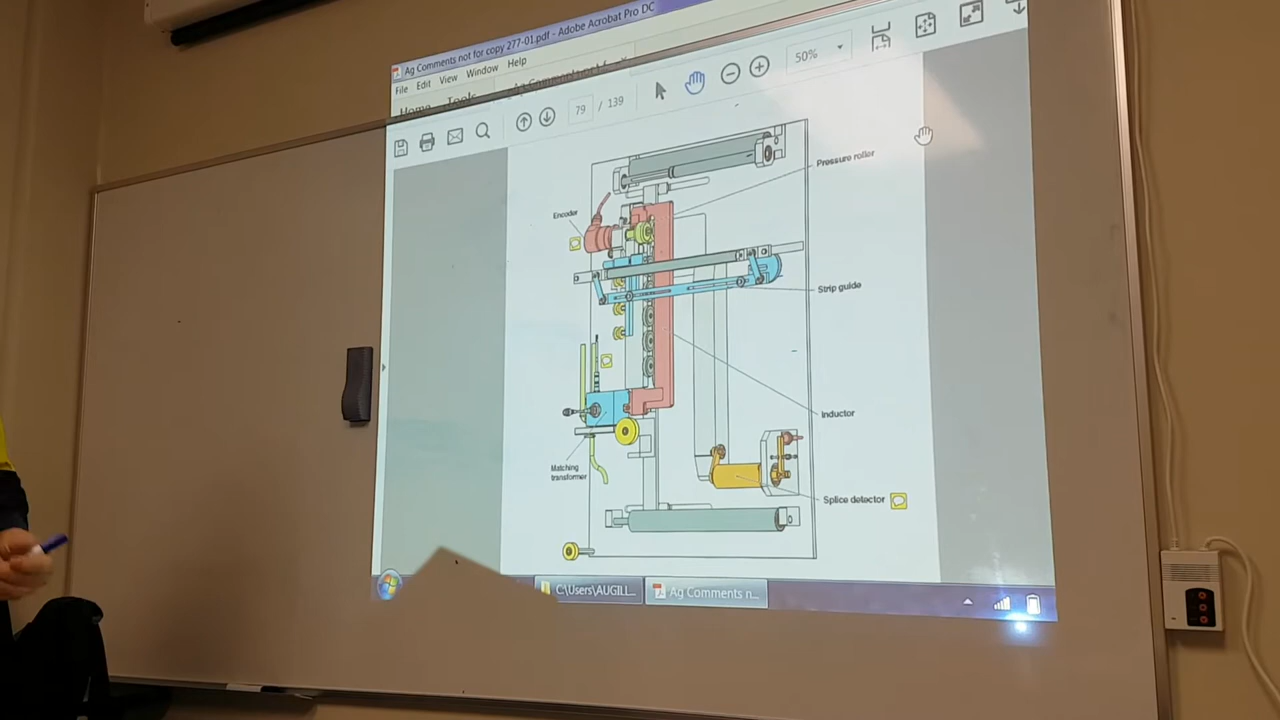 Ag Comments not for copy 277-01.pdf - Adobe Acrobat Pro DC
File Edit View Window Help
Home Tools
79 / 139
50%
Pressure roller
Encoder
Strip guide
Inductor
Matching
transformer
Splice detector
C:\Users\AUGILL...
Ag Comments n...